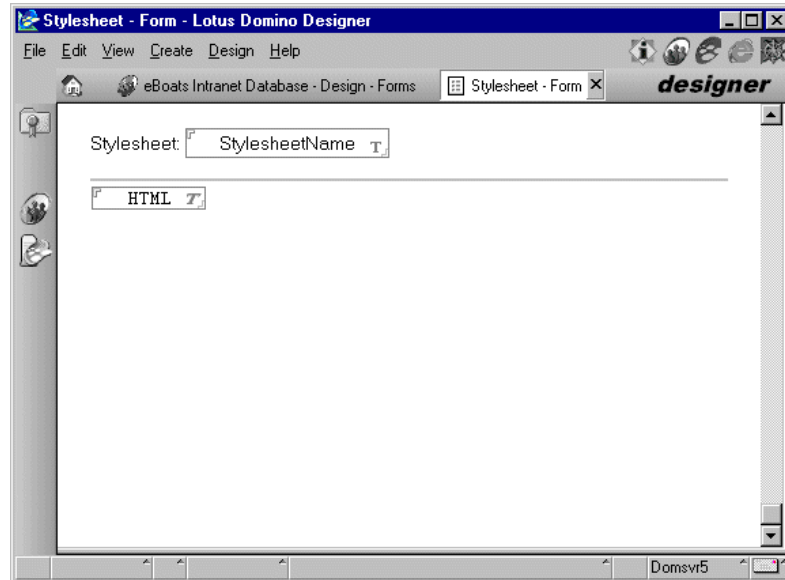 Stylesheet - Form - Lotus Domino Designer
File Edit View Create Design Help
eBoats Intranet Database - Design - Forms
Stylesheet - Form
designer
Stylesheet: StylesheetName T
HTML T
Domsvr5